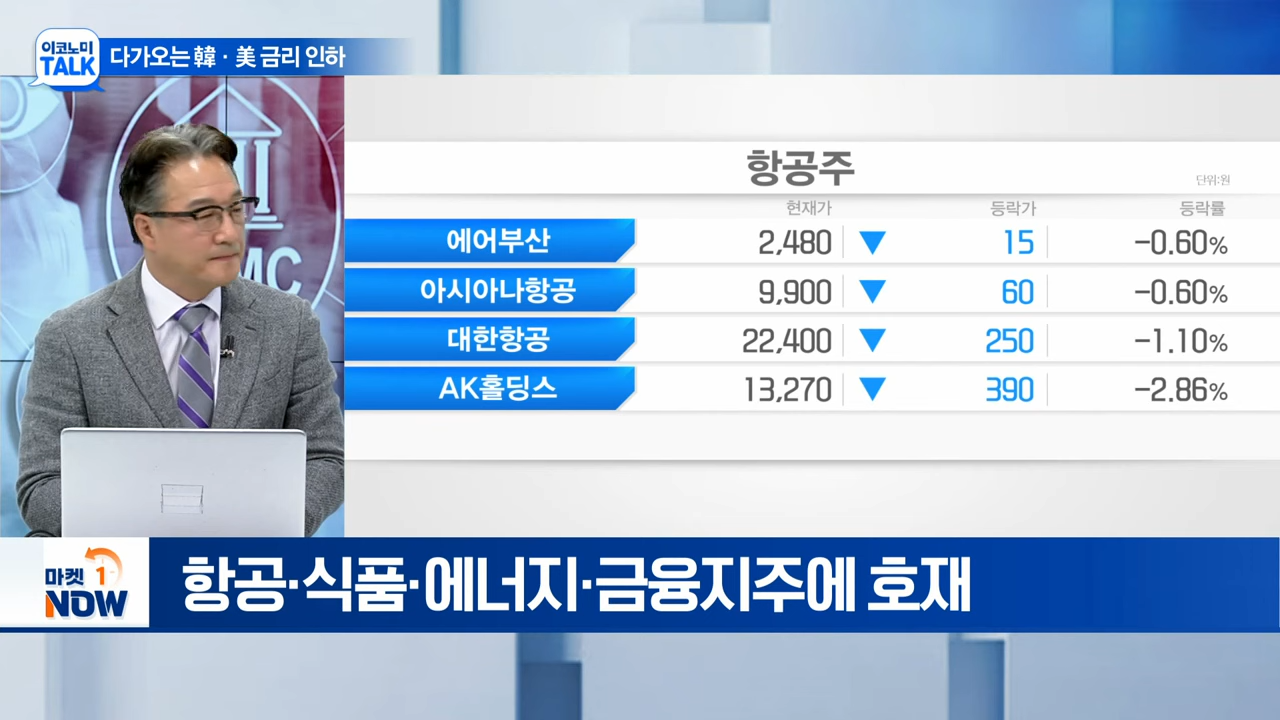 이코노미
TALK
다가오는 韓 · 美 금리 인하
MC
항공주
단위:원
현재가 등락가 등락률
에어부산 2,480 ▼ 15 -0.60%
아시아나항공 9,900 ▼ 60 -0.60%
대한항공 22,400 ▼ 250 -1.10%
AK홀딩스 13,270 ▼ 390 -2.86%
마켓 1
NOW
항공·식품·에너지·금융지주에 호재